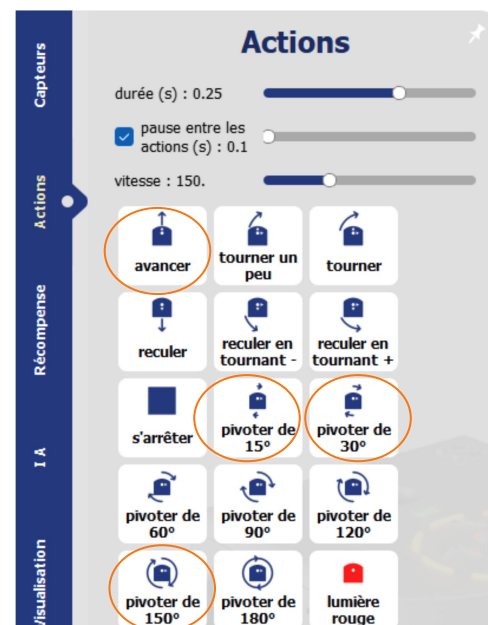 Actions
Capteurs
Actions
Récompense
I A
Visualisation
durée (s) : 0.25
pause entre les
actions (s) : 0.1
vitesse : 150.
avancer
tourner un
peu
tourner
reculer
reculer en
tournant -
reculer en
tournant +
s'arrêter
pivoter de
15°
pivoter de
30°
pivoter de
60°
pivoter de
90°
pivoter de
120°
pivoter de
150°
pivoter de
180°
lumière
rouge